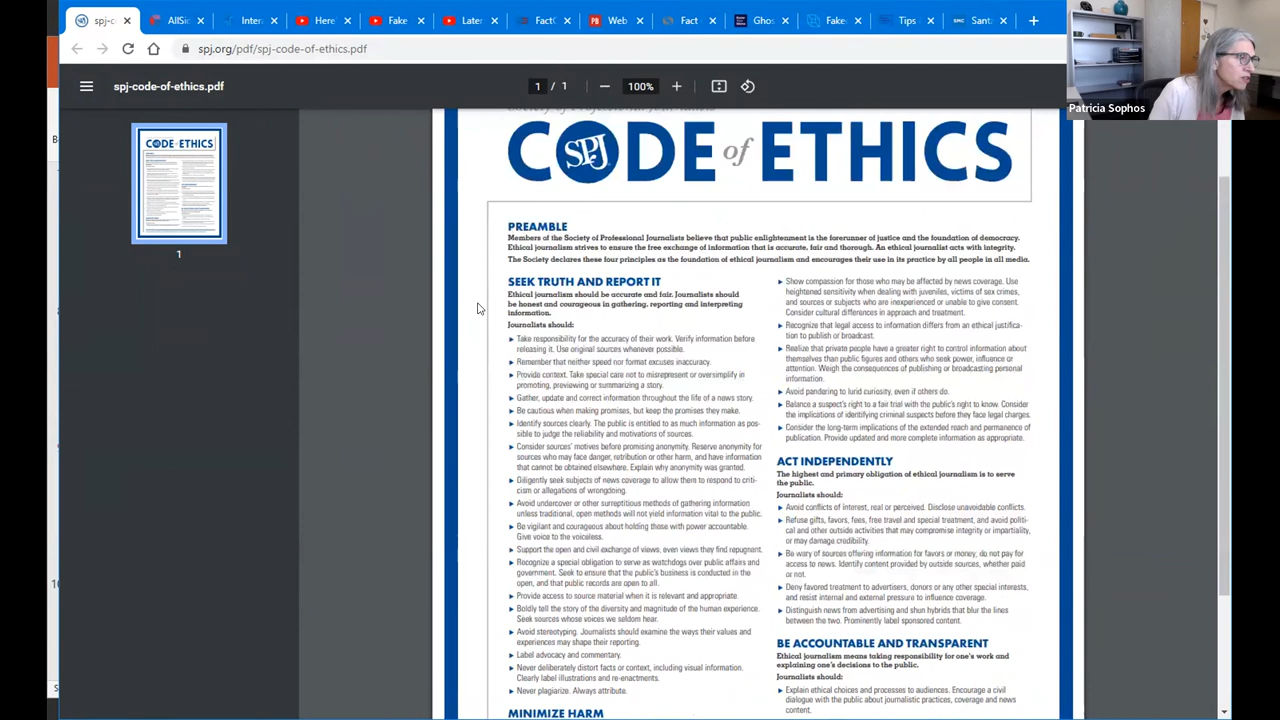 spj-c
AllSic
Intera
Here
Fake
Later
FactC
Web
Fact
Ghos
Fake
Tips
Santa
spj.org/pdf/spj-code-of-ethics.pdf
spj-code-of-ethics.pdf
1 / 1
100%
Patricia Sophos
1
Society of Professional Journalists
CODE of ETHICS
SPJ
PREAMBLE
Members of the Society of Professional Journalists believe that public enlightenment is the forerunner of justice and the foundation of democracy.
Ethical journalism strives to ensure the free exchange of information that is accurate, fair and thorough. An ethical journalist acts with integrity.
The Society declares these four principles as the foundation of ethical journalism and encourages their use in its practice by all people in all media.
SEEK TRUTH AND REPORT IT
Ethical journalism should be accurate and fair. Journalists should
be honest and courageous in gathering, reporting and interpreting
information.
Journalists should:
Take responsibility for the accuracy of their work. Verify information before
releasing it. Use original sources whenever possible.
Remember that neither speed nor format excuses inaccuracy.
Provide context. Take special care not to misrepresent or oversimplify in
promoting, previewing or summarizing a story.
Gather, update and correct information throughout the life of a news story.
Be cautious when making promises, but keep the promises they make.
Identify sources clearly. The public is entitled to as much information as pos-
sible to judge the reliability and motivations of sources.
Consider sources' motives before promising anonymity. Reserve anonymity for
sources who may face danger, retribution or other harm, and have information
that cannot be obtained elsewhere. Explain why anonymity was granted.
Diligently seek subjects of news coverage to allow them to respond to criti-
cism or allegations of wrongdoing.
Avoid undercover or other surreptitious methods of gathering information
unless traditional, open methods will not yield information vital to the public.
Be vigilant and courageous about holding those with power accountable.
Give voice to the voiceless.
Support the open and civil exchange of views, even views they find repugnant.
Recognize a special obligation to serve as watchdogs over public affairs and
government. Seek to ensure that the public's business is conducted in the
open, and that public records are open to all.
Provide access to source material when it is relevant and appropriate.
Boldly tell the story of the diversity and magnitude of the human experience.
Seek sources whose voices we seldom hear.
Avoid stereotyping. Journalists should examine the ways their values and
experiences may shape their reporting.
Label advocacy and commentary.
Never deliberately distort facts or context, including visual information.
Clearly label illustrations and re-enactments.
Never plagiarize. Always attribute.
MINIMIZE HARM
Show compassion for those who may be affected by news coverage. Use
heightened sensitivity when dealing with juveniles, victims of sex crimes,
and sources or subjects who are inexperienced or unable to give consent.
Consider cultural differences in approach and treatment.
Recognize that legal access to information differs from an ethical justifica-
tion to publish or broadcast.
Realize that private people have a greater right to control information about
themselves than public figures and others who seek power, influence or
attention. Weigh the consequences of publishing or broadcasting personal
information.
Avoid pandering to lurid curiosity, even if others do.
Balance a suspect's right to a fair trial with the public's right to know. Consider
the implications of identifying criminal suspects before they face legal charges.
Consider the long-term implications of the extended reach and permanence of
publication. Provide updated and more complete information as appropriate.
ACT INDEPENDENTLY
The highest and primary obligation of ethical journalism is to serve
the public.
Journalists should:
Avoid conflicts of interest, real or perceived. Disclose unavoidable conflicts.
Refuse gifts, favors, fees, free travel and special treatment, and avoid politi-
cal and other outside activities that may compromise integrity or impartiality,
or may damage credibility.
Be wary of sources offering information for favors or money; do not pay for
access to news. Identify content provided by outside sources, whether paid
or not.
Deny favored treatment to advertisers, donors or any other special interests,
and resist internal and external pressure to influence coverage.
Distinguish news from advertising and shun hybrids that blur the lines
between the two. Prominently label sponsored content.
BE ACCOUNTABLE AND TRANSPARENT
Ethical journalism means taking responsibility for one's work and
explaining one's decisions to the public.
Journalists should:
Explain ethical choices and processes to audiences. Encourage a civil
dialogue with the public about journalistic practices, coverage and news
content.